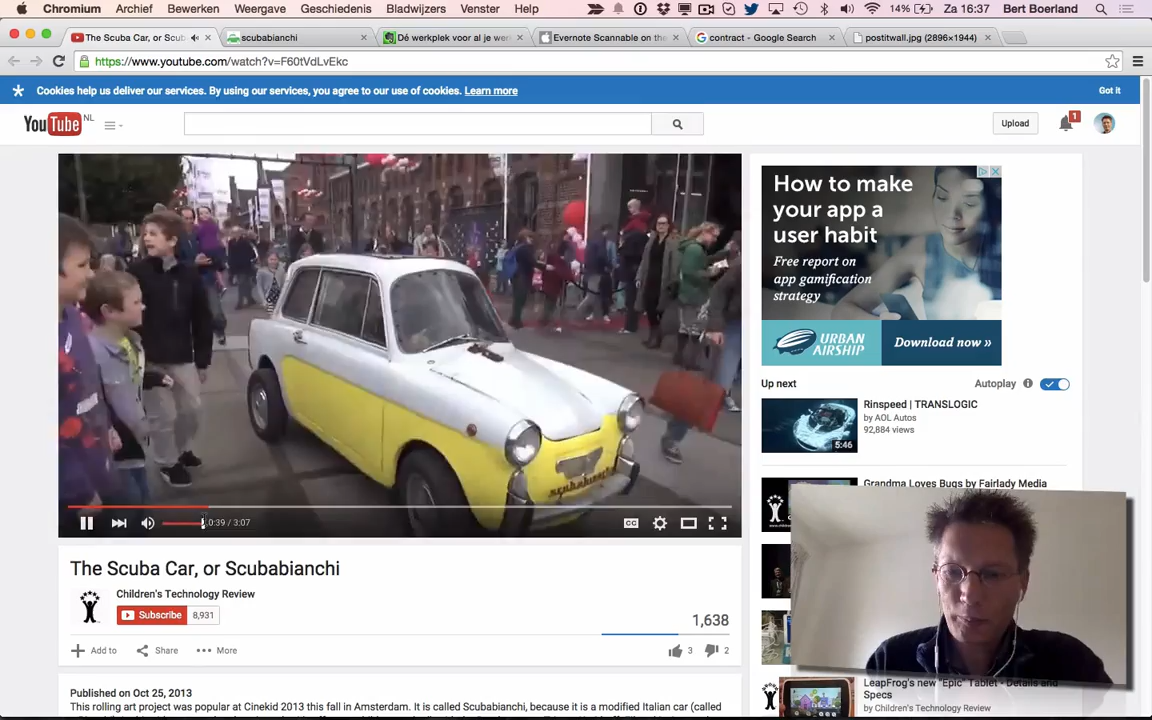 Chromium Archief Bewerken Weergave Geschiedenis Bladwijzers Venster Help 14% Za 16:37 Bert Boerland
The Scuba Car, or Scub
scubabianchi
Dé werkplek voor al je we
Evernote Scannable on the
contract - Google Search
postitwall.jpg (2896×1944)
https://www.youtube.com/watch?v=F60tVdLvEkc
Cookies help us deliver our services. By using our services, you agree to our use of cookies. Learn more
Got it
YouTube NL
Upload
1
How to make
your app a
user habit
Free report on
app gamification
strategy
URBAN
AIRSHIP
Download now »
scubabianchi
0:39 / 3:07
CC
Up next
Autoplay
Rinspeed | TRANSLOGIC
by AOL Autos
92,884 views
5:46
Grandma Loves Bugs by Fairlady Media
The Scuba Car, or Scubabianchi
Children's Technology Review
Subscribe 8,931
1,638
Add to Share More
3 2
LeapFrog's new "Epic" Tablet - Details and
Specs
by Children's Technology Review
Published on Oct 25, 2013
This rolling art project was popular at Cinekid 2013 this fall in Amsterdam. It is called Scubabianchi, because it is a modified Italian car (called